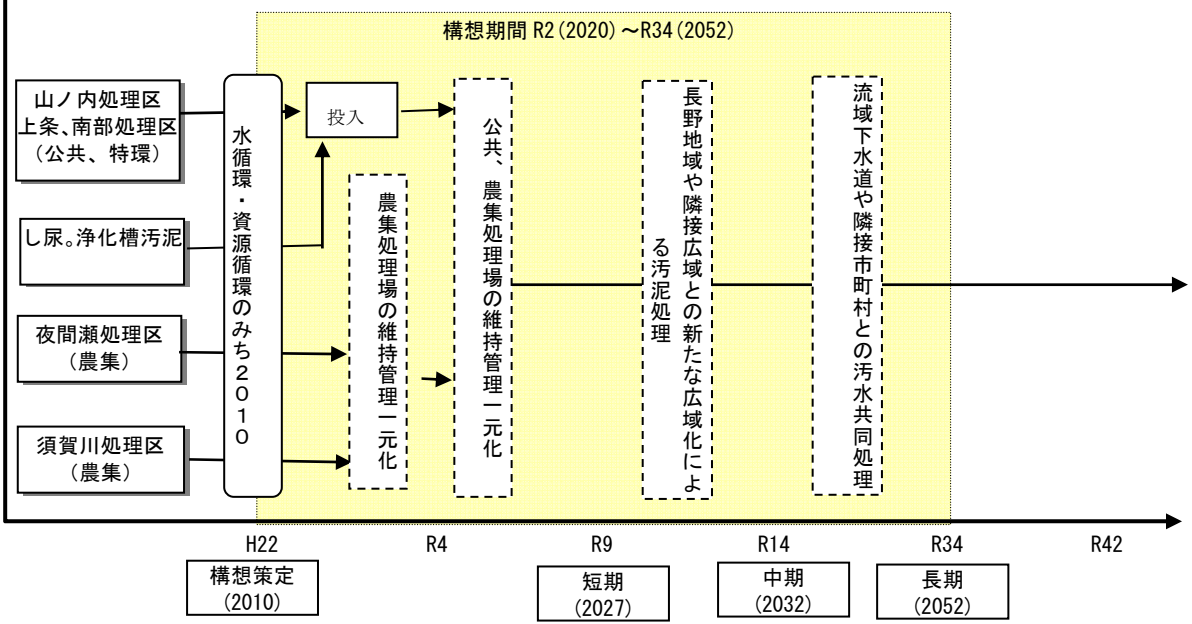 構想期間 R2(2020)～R34(2052)
山ノ内処理区
上条、南部処理区
(公共、特環)
し尿。浄化槽汚泥
夜間瀬処理区
(農集)
須賀川処理区
(農集)
水循環・資源循環のみち2010
投入
農集処理場の維持管理一元化
公共、農集処理場の維持管理一元化
長野地域や隣接広域との新たな広域化によ
る汚泥処理
流域下水道や隣接市町村との汚水共同処理
H22
R4
R9
R14
R34
R42
構想策定
(2010)
短期
(2027)
中期
(2032)
長期
(2052)